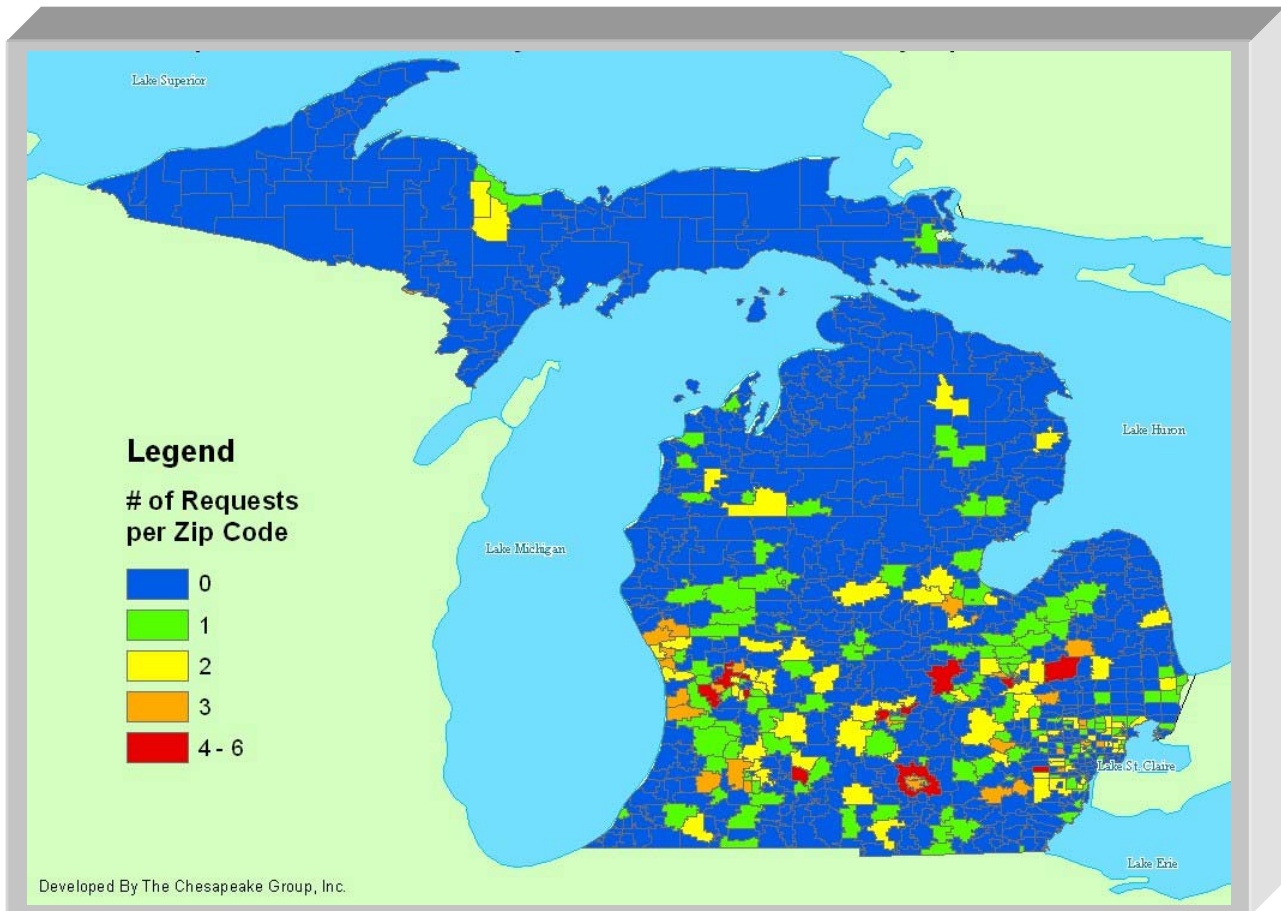 Lake Superior
Lake Huron
Legend
# of Requests
per Zip Code
Lake Michigan
0
1
2
3
4 - 6
Lake St. Claire
Lake Erie
Developed By The Chesapeake Group, Inc.